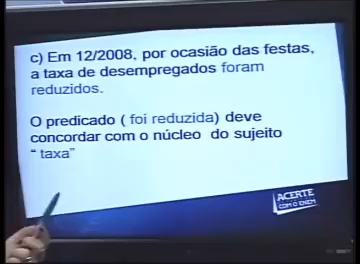 c) Em 12/2008, por ocasião das festas,
a taxa de desempregados foram
reduzidos.
O predicado ( foi reduzida) deve
concordar com o núcleo do sujeito
“ taxa”
ACERTE
COM O ENEM